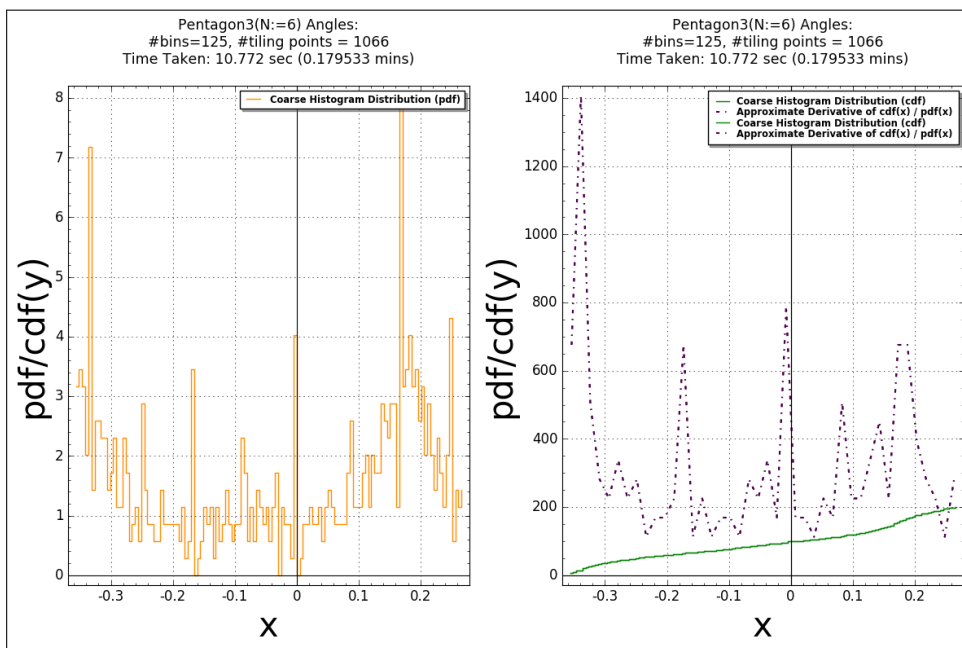 Pentagon3(N:=6) Angles:
#bins=125, #tiling points = 1066
Time Taken: 10.772 sec (0.179533 mins)
Coarse Histogram Distribution (pdf)
8
7
6
5
4
3
2
1
0
-0.3
-0.2
-0.1
0
0.1
0.2
pdf/cdf(y)
x
Pentagon3(N:=6) Angles:
#bins=125, #tiling points = 1066
Time Taken: 10.772 sec (0.179533 mins)
Coarse Histogram Distribution (cdf)
Approximate Derivative of cdf(x) / pdf(x)
Coarse Histogram Distribution (cdf)
Approximate Derivative of cdf(x) / pdf(x)
1400
1200
1000
800
600
400
200
0
-0.3
-0.2
-0.1
0
0.1
0.2
pdf/cdf(y)
x